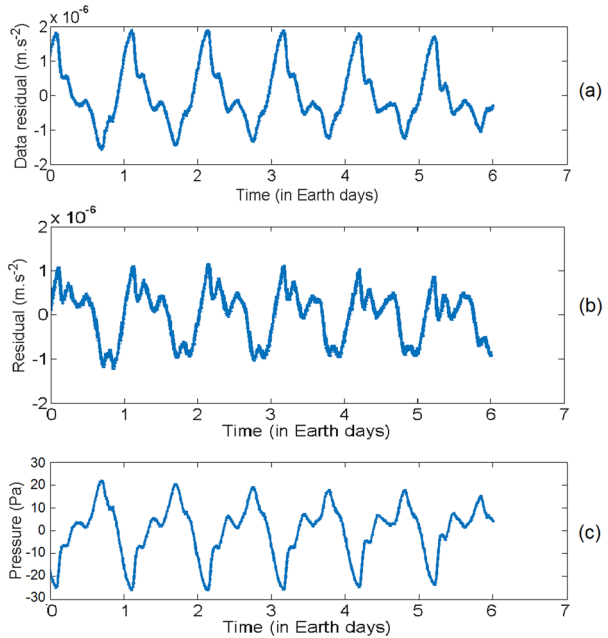 2 × 10⁻⁶
1
0
-1
-2
Data residual (m.s⁻²)
0 1 2 3 4 5 6 7
Time (in Earth days)
(a)
2 × 10⁻⁶
1
0
-1
-2
Residual (m.s⁻²)
0 1 2 3 4 5 6 7
Time (in Earth days)
(b)
30
20
10
0
-10
-20
-30
Pressure (Pa)
0 1 2 3 4 5 6 7
Time (in Earth days)
(c)